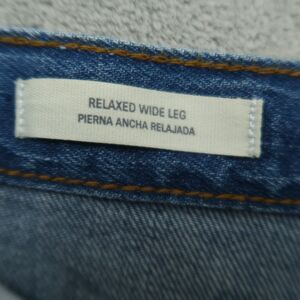 RELAXED WIDE LEG
PIERNA ANCHA RELAJADA